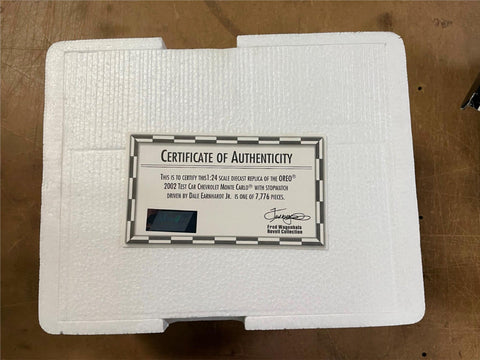 CERTIFICATE OF AUTHENTICITY
THIS IS TO CERTIFY THIS 1:24 SCALE DIECAST REPLICA OF THE OREO®
2002 TEST CAR CHEVROLET MONTE CARLO® WITH STOPWATCH
DRIVEN BY DALE EARNHARDT JR. IS ONE OF 7,776 PIECES.
Fred Wagenhals
Revell Collection